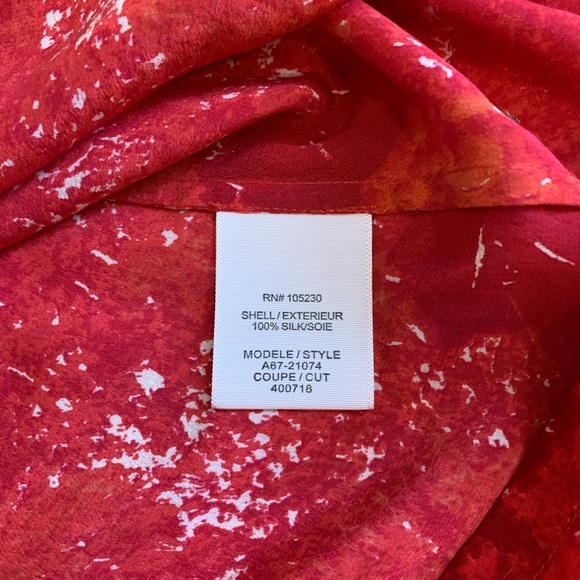 RN# 105230
SHELL / EXTERIEUR
100% SILK/SOIE
MODELE / STYLE
A67-21074
COUPE / CUT
400718